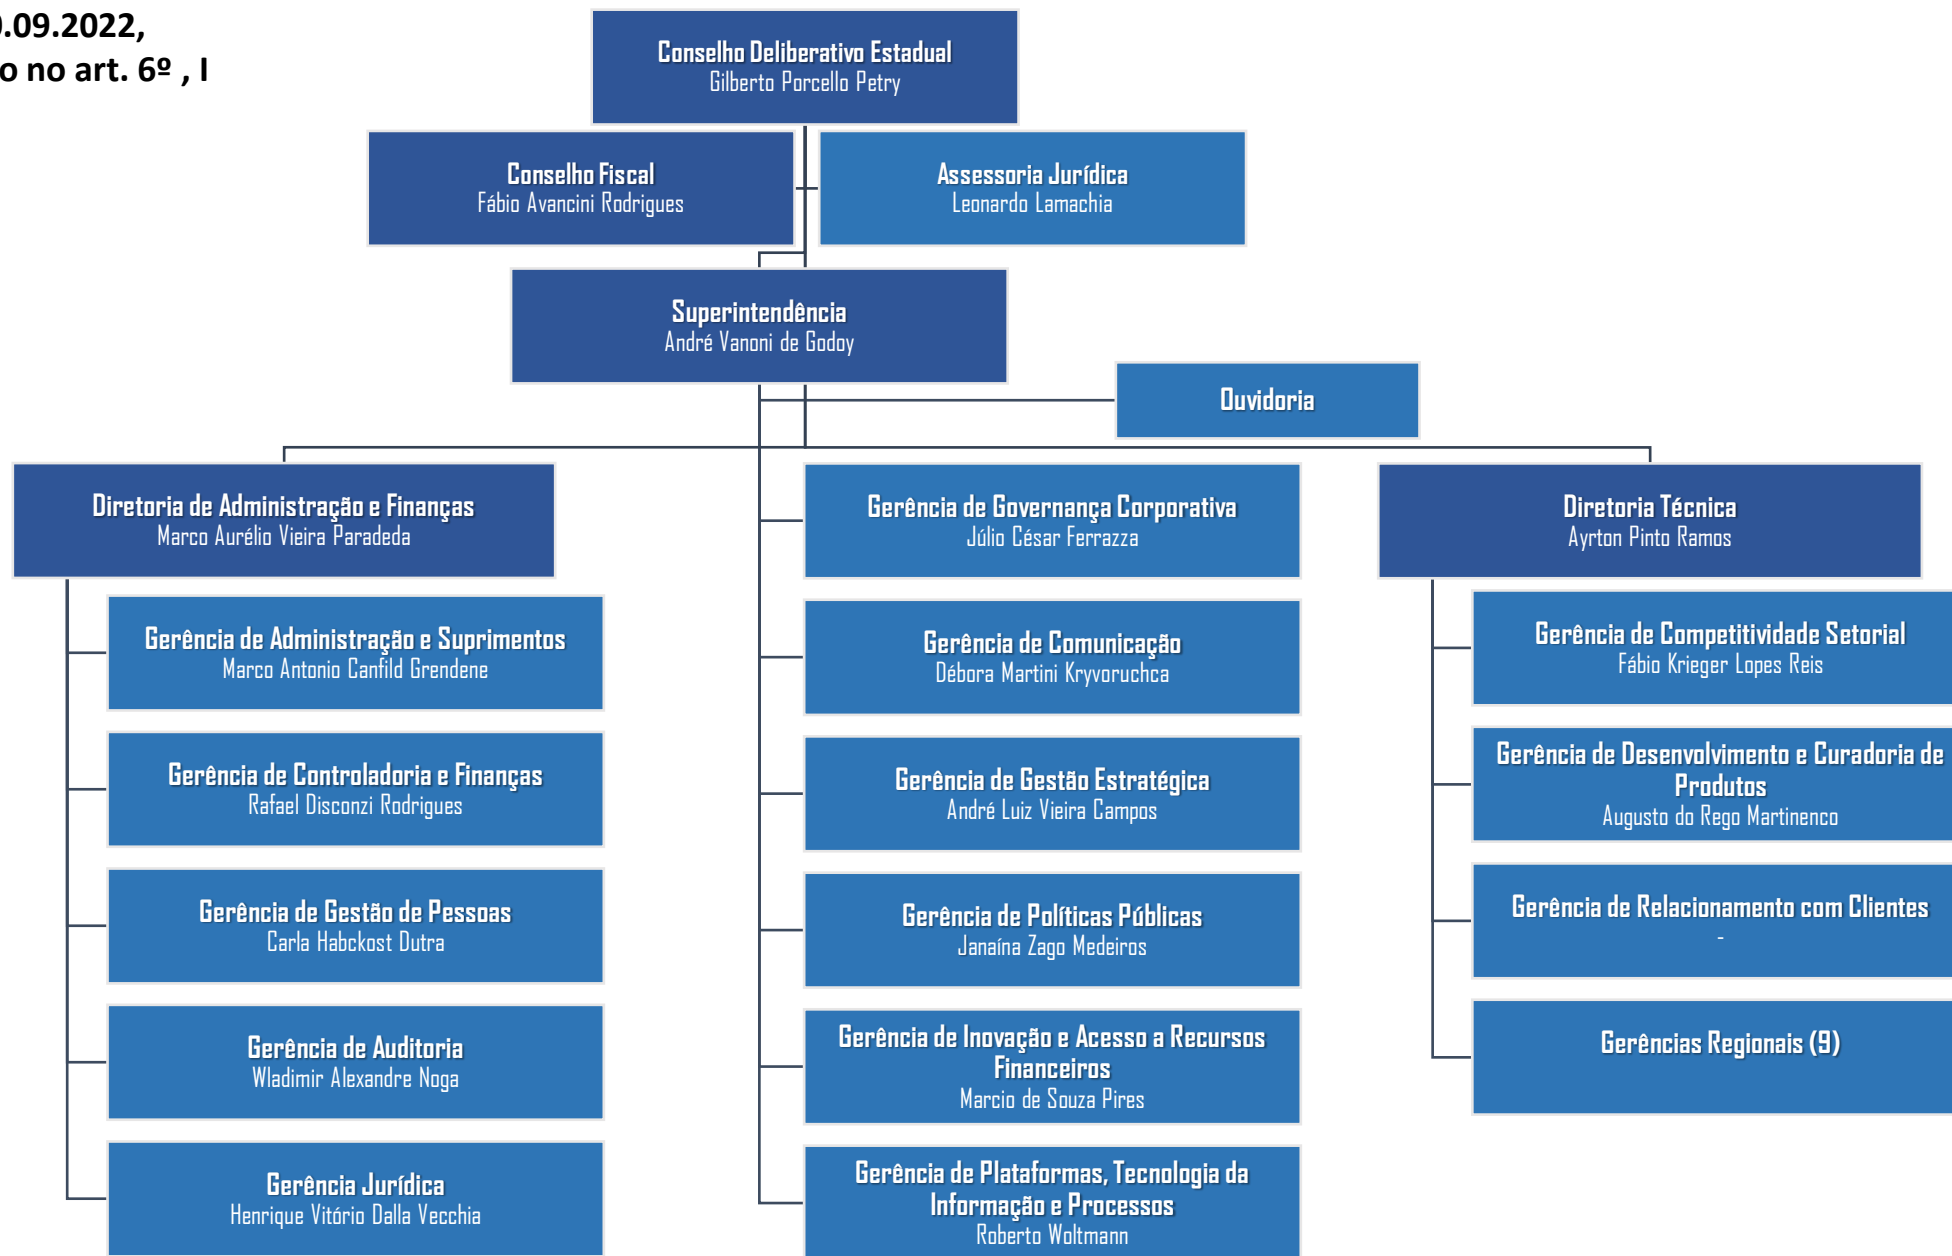 .09.2022,
o no art. 6º , I
Conselho Deliberativo Estadual
Gilberto Porcello Petry
Conselho Fiscal
Fábio Avancini Rodrigues
Assessoria Jurídica
Leonardo Lamachia
Superintendência
André Vanoni de Godoy
Ouvidoria
Diretoria de Administração e Finanças
Marco Aurélio Vieira Paradeda
Gerência de Administração e Suprimentos
Marco Antonio Canfild Grendene
Gerência de Controladoria e Finanças
Rafael Disconzi Rodrigues
Gerência de Gestão de Pessoas
Carla Habckost Dutra
Gerência de Auditoria
Wladimir Alexandre Noga
Gerência Jurídica
Henrique Vitório Dalla Vecchia
Gerência de Governança Corporativa
Júlio César Ferrazza
Gerência de Comunicação
Débora Martini Kryvoruchca
Gerência de Gestão Estratégica
André Luiz Vieira Campos
Gerência de Políticas Públicas
Janaína Zago Medeiros
Gerência de Inovação e Acesso a Recursos
Financeiros
Marcio de Souza Pires
Gerência de Plataformas, Tecnologia da
Informação e Processos
Roberto Woltmann
Diretoria Técnica
Ayrton Pinto Ramos
Gerência de Competitividade Setorial
Fábio Krieger Lopes Reis
Gerência de Desenvolvimento e Curadoria de
Produtos
Augusto do Rego Martinenco
Gerência de Relacionamento com Clientes
-
Gerências Regionais (9)